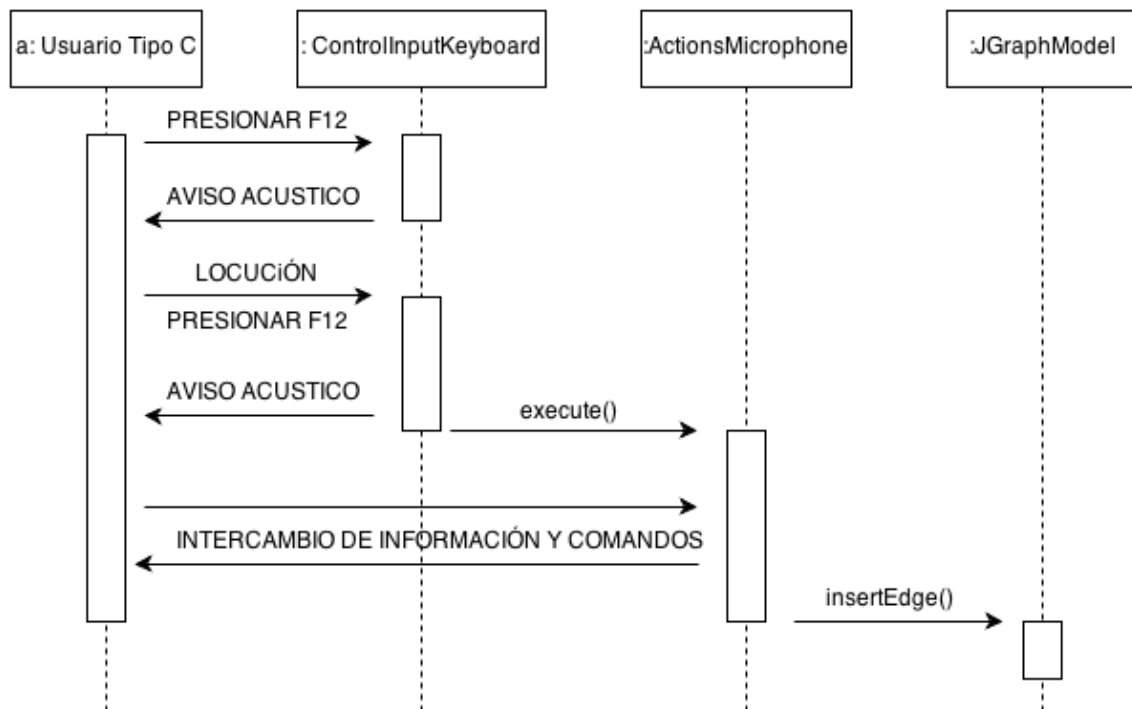 a: Usuario Tipo C
: ControlInputKeyboard
:ActionsMicrophone
:JGraphModel
PRESIONAR F12
AVISO ACUSTICO
LOCUCiÓN
PRESIONAR F12
AVISO ACUSTICO
execute()
INTERCAMBIO DE INFORMACIÓN Y COMANDOS
insertEdge()